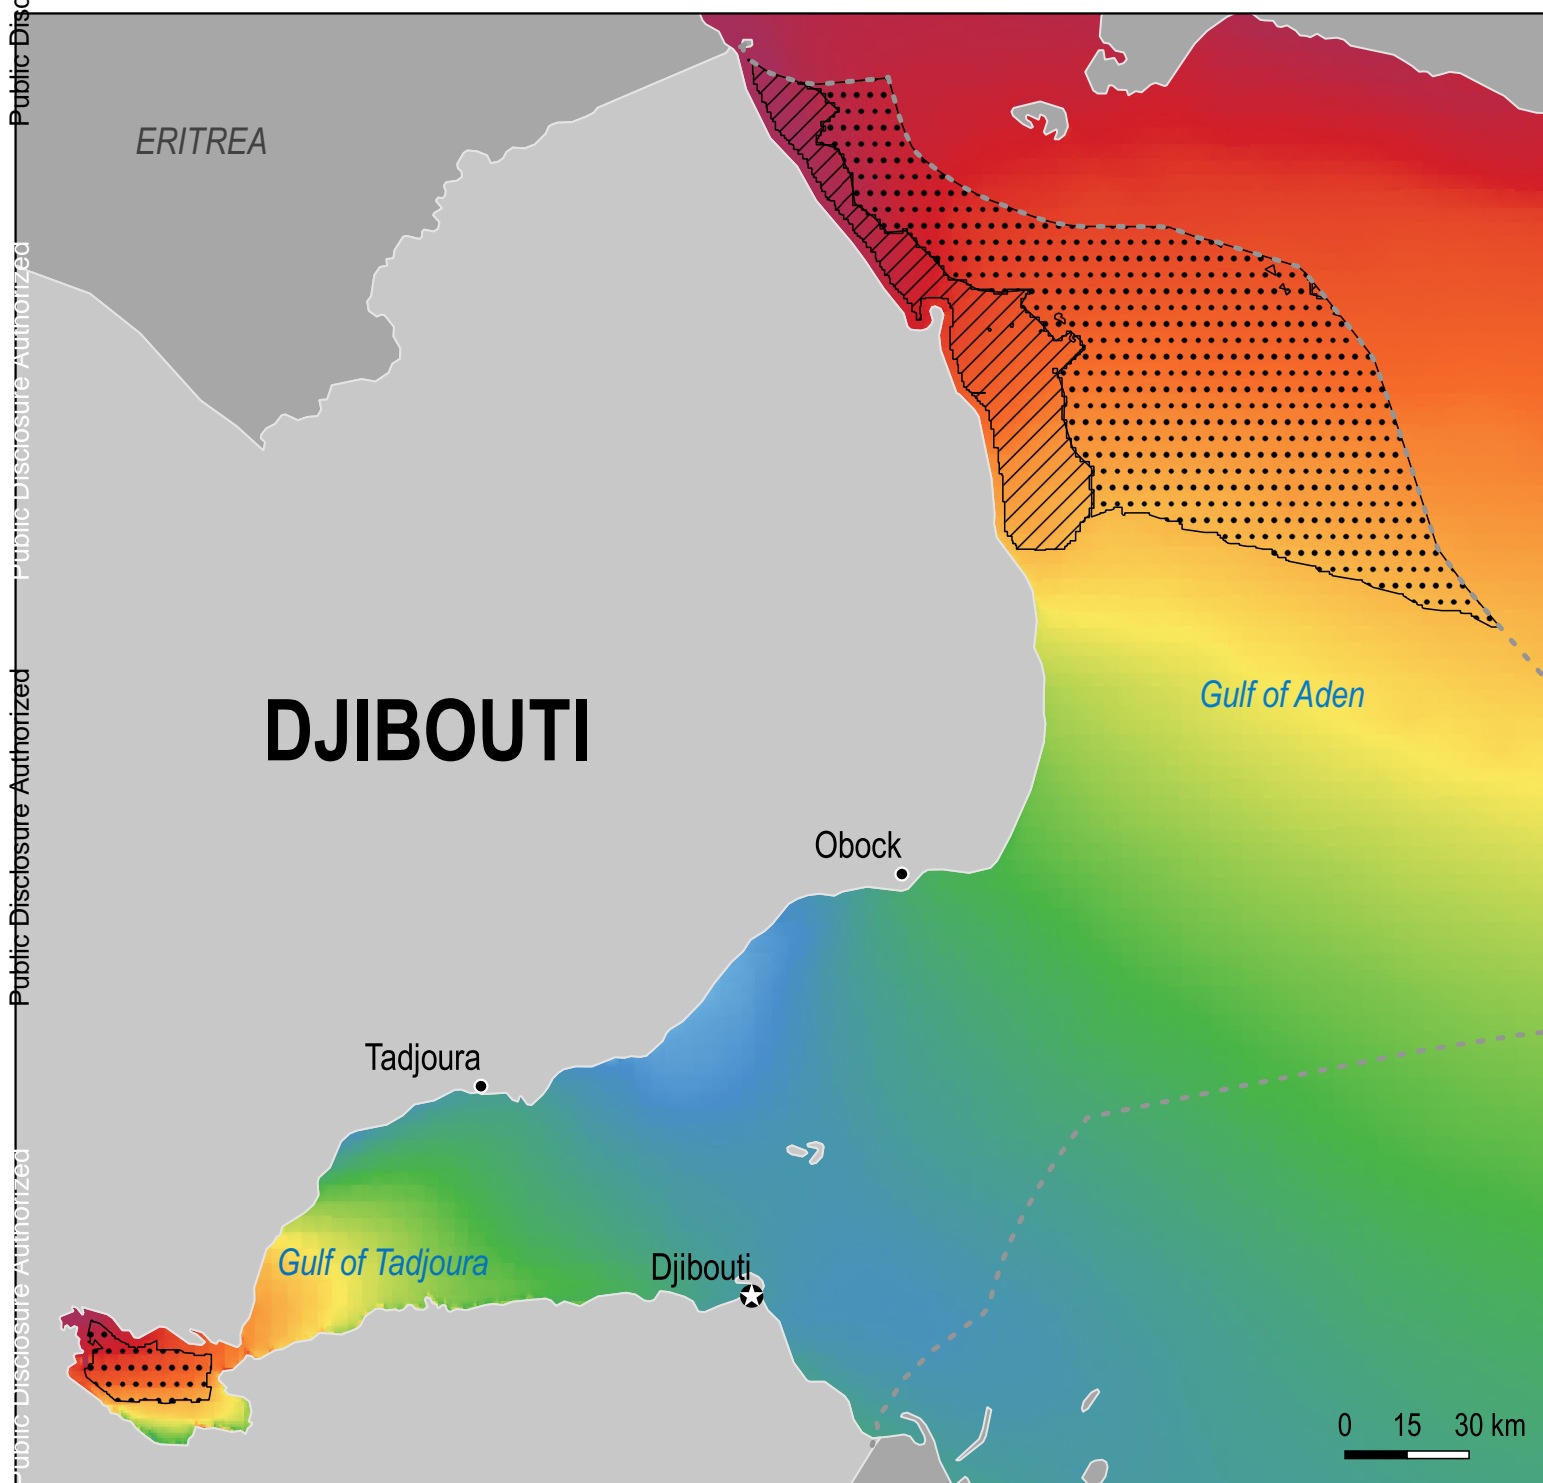 Public Disc
Public Disclosure Authorized
Public Disclosure Authorized
Public Disclosure Authorized
ERITREA
DJIBOUTI
Gulf of Aden
Obock
Tadjoura
Gulf of Tadjoura
Djibouti
0 15 30 km